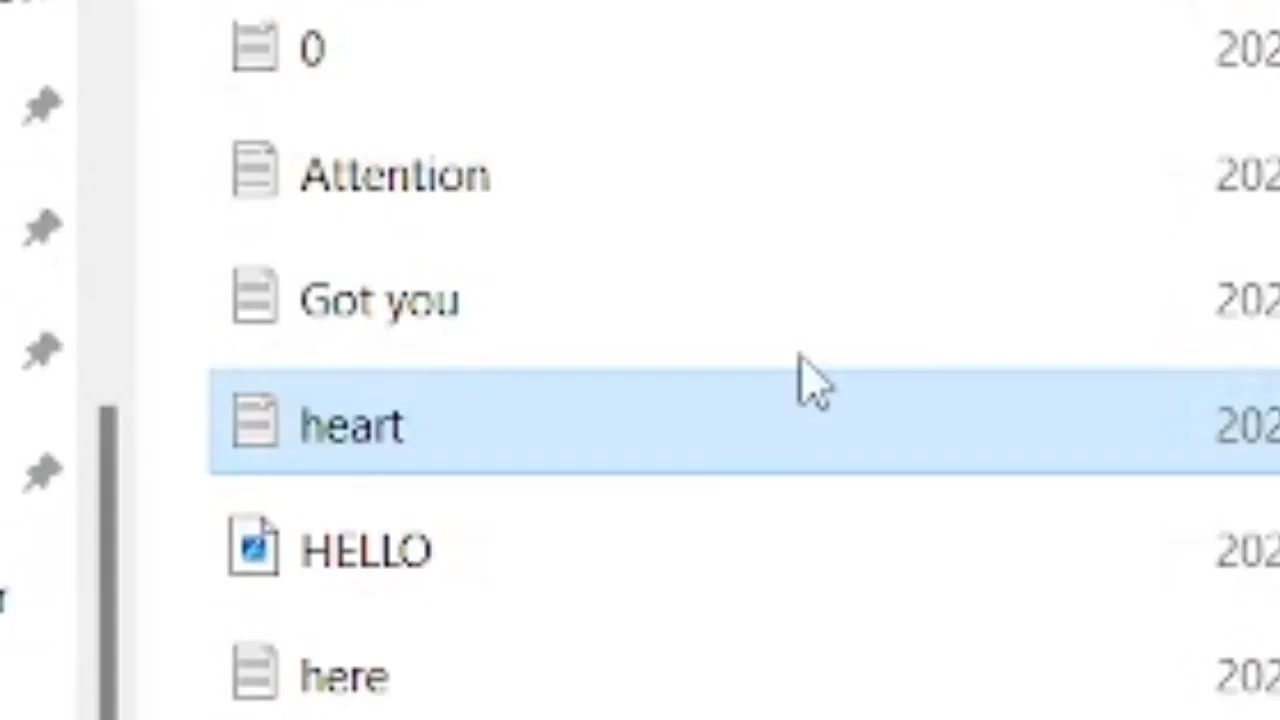 0 202
Attention 202
Got you 202
heart 202
HELLO 202
here 202